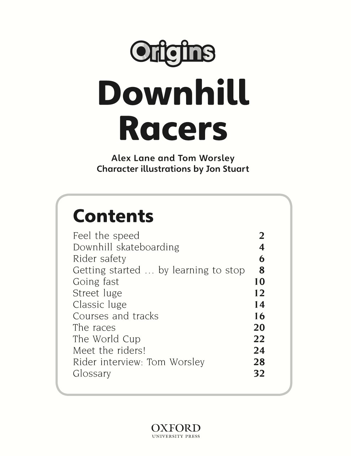 Origins
Downhill
Racers
Alex Lane and Tom Worsley
Character illustrations by Jon Stuart
Contents
Feel the speed 2
Downhill skateboarding 4
Rider safety 6
Getting started … by learning to stop 8
Going fast 10
Street luge 12
Classic luge 14
Courses and tracks 16
The races 20
The World Cup 22
Meet the riders! 24
Rider interview: Tom Worsley 28
Glossary 32
OXFORD
UNIVERSITY PRESS